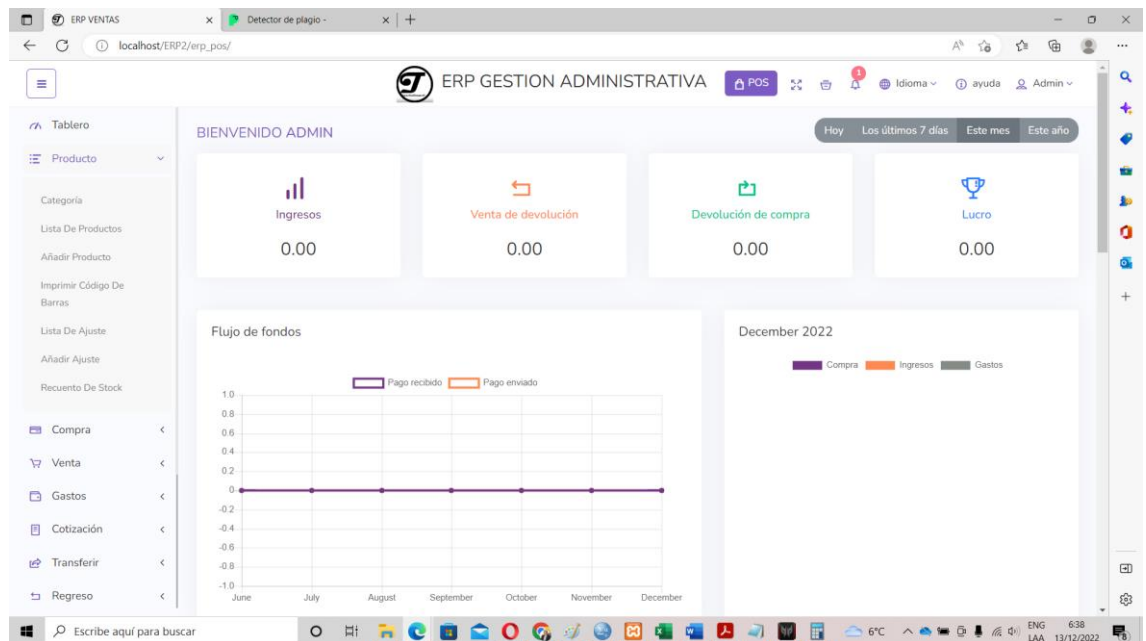 ERP VENTAS
Detector de plagio -
localhost/ERP2/erp_pos/
ERP GESTION ADMINISTRATIVA
POS
1
Idioma
ayuda
Admin
Tablero
Producto
Categoría
Lista De Productos
Añadir Producto
Imprimir Código De
Barras
Lista De Ajuste
Añadir Ajuste
Recuento De Stock
Compra
Venta
Gastos
Cotización
Transferir
Regreso
BIENVENIDO ADMIN
Hoy Los últimos 7 días Este mes Este año
Ingresos
0.00
Venta de devolución
0.00
Devolución de compra
0.00
Lucro
0.00
Flujo de fondos
Pago recibido Pago enviado
1.0
0.8
0.6
0.4
0.2
0
-0.2
-0.4
-0.6
-0.8
-1.0
June July August September October November December
December 2022
Compra Ingresos Gastos
Escribe aquí para buscar
6°C
ENG
LAA
6:38
13/12/2022